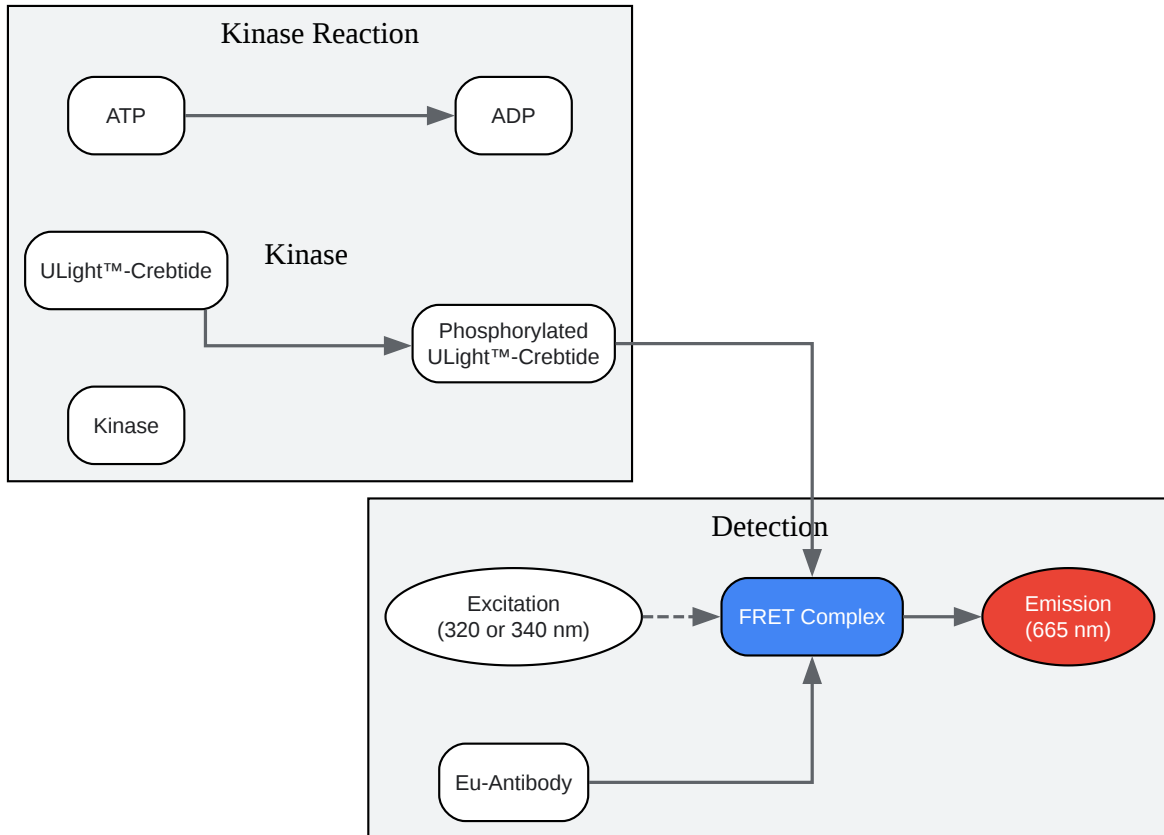 Kinase Reaction
ATP
ADP
ULight™-Crebtide
Kinase
Phosphorylated
ULight™-Crebtide
Kinase
Detection
Excitation
(320 or 340 nm)
FRET Complex
Emission
(665 nm)
Eu-Antibody